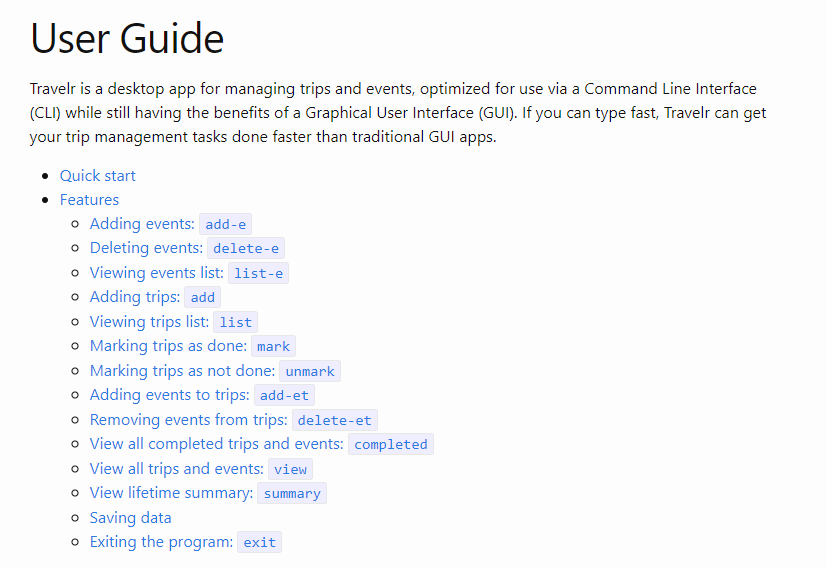 User Guide
Travelr is a desktop app for managing trips and events, optimized for use via a Command Line Interface
(CLI) while still having the benefits of a Graphical User Interface (GUI). If you can type fast, Travelr can get
your trip management tasks done faster than traditional GUI apps.
Quick start
Features
Adding events: add-e
Deleting events: delete-e
Viewing events list: list-e
Adding trips: add
Viewing trips list: list
Marking trips as done: mark
Marking trips as not done: unmark
Adding events to trips: add-et
Removing events from trips: delete-et
View all completed trips and events: completed
View all trips and events: view
View lifetime summary: summary
Saving data
Exiting the program: exit